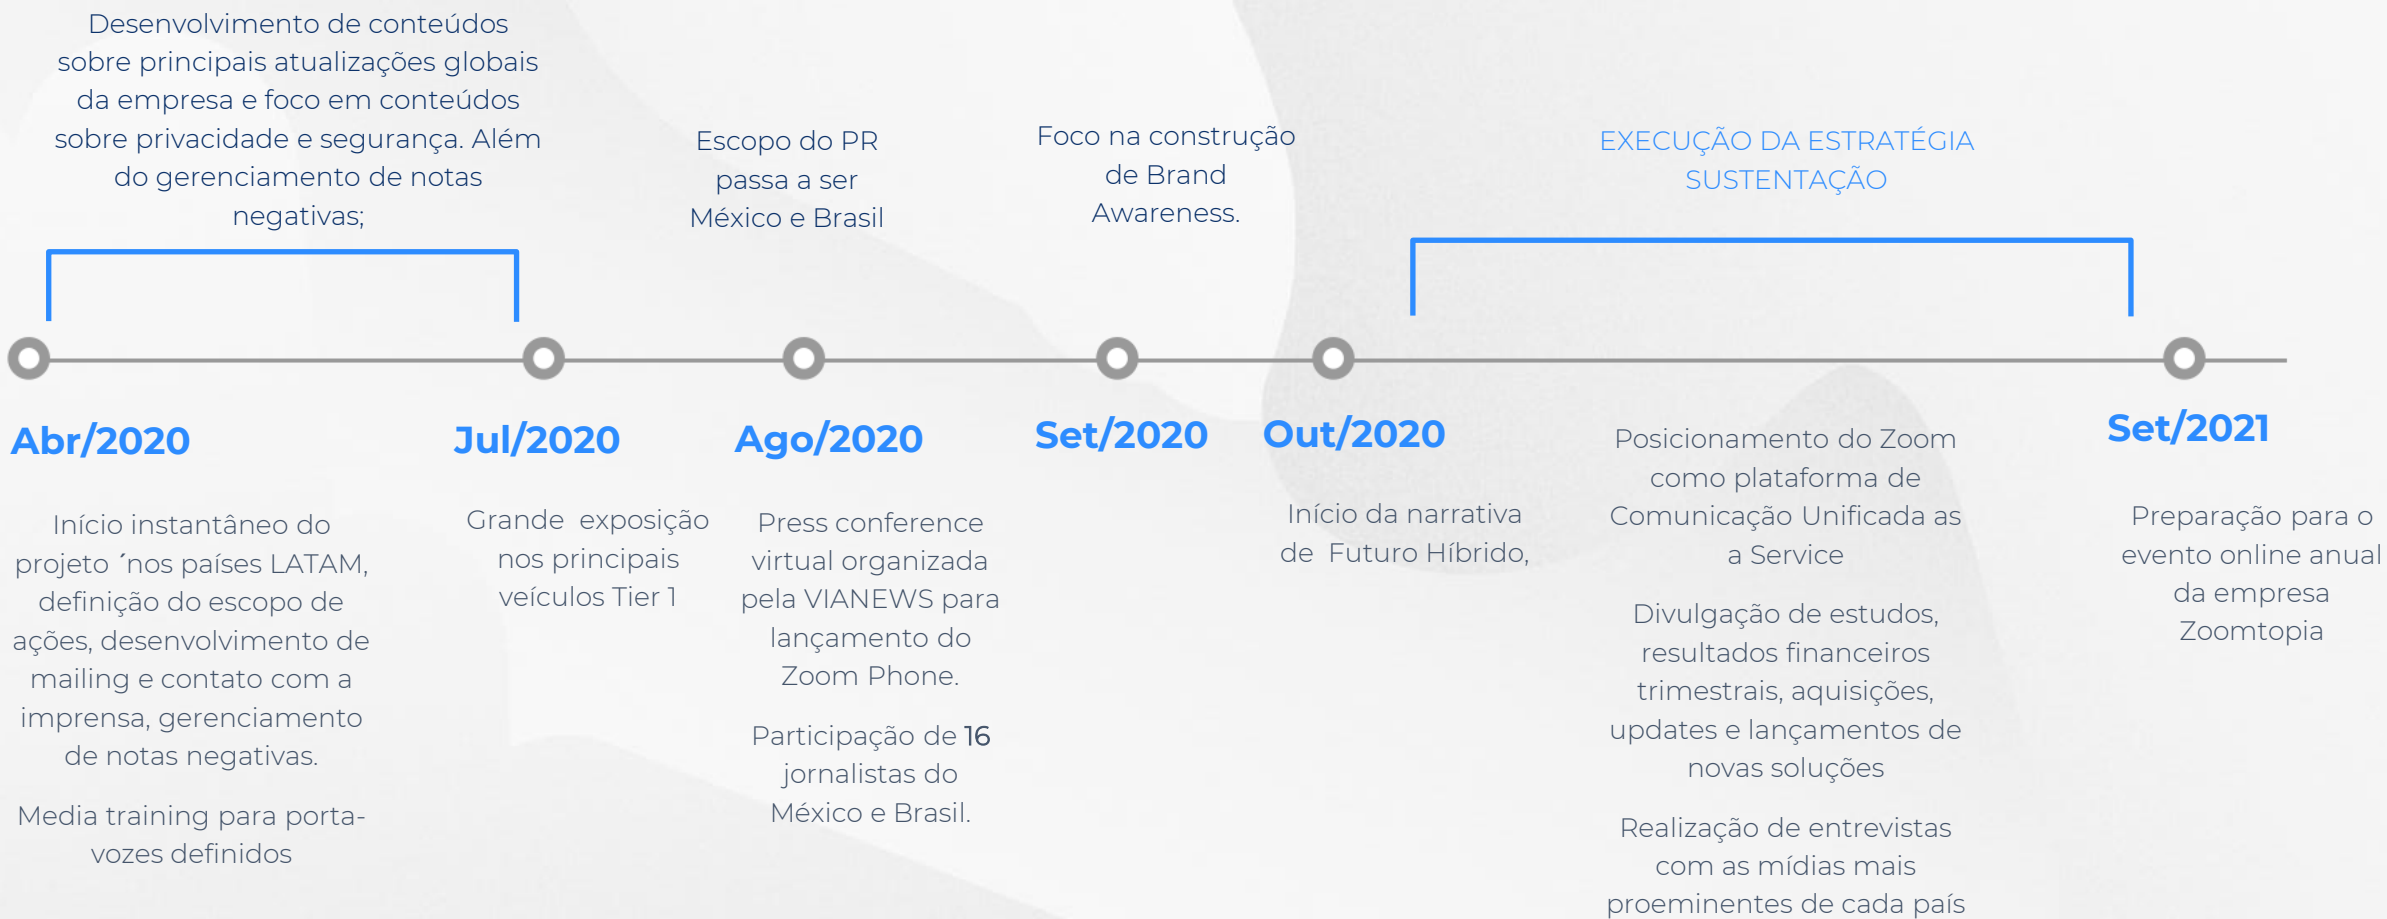 Desenvolvimento de conteúdos
sobre principais atualizações globais
da empresa e foco em conteúdos
sobre privacidade e segurança. Além
do gerenciamento de notas
negativas;
Escopo do PR
passa a ser
México e Brasil
Foco na construção
de Brand
Awareness.
EXECUÇÃO DA ESTRATÉGIA
SUSTENTAÇÃO
Abr/2020
Início instantâneo do
projeto ´nos países LATAM,
definição do escopo de
ações, desenvolvimento de
mailing e contato com a
imprensa, gerenciamento
de notas negativas.
Media training para porta-
vozes definidos
Jul/2020
Grande  exposição
nos principais
veículos Tier 1
Ago/2020
Press conference
virtual organizada
pela VIANEWS para
lançamento do
Zoom Phone.
Participação de 16
jornalistas do
México e Brasil.
Set/2020
Out/2020
Início da narrativa
de  Futuro Híbrido,
Posicionamento do Zoom
como plataforma de
Comunicação Unificada as
a Service
Divulgação de estudos,
resultados financeiros
trimestrais, aquisições,
updates e lançamentos de
novas soluções
Realização de entrevistas
com as mídias mais
proeminentes de cada país
Set/2021
Preparação para o
evento online anual
da empresa
Zoomtopia